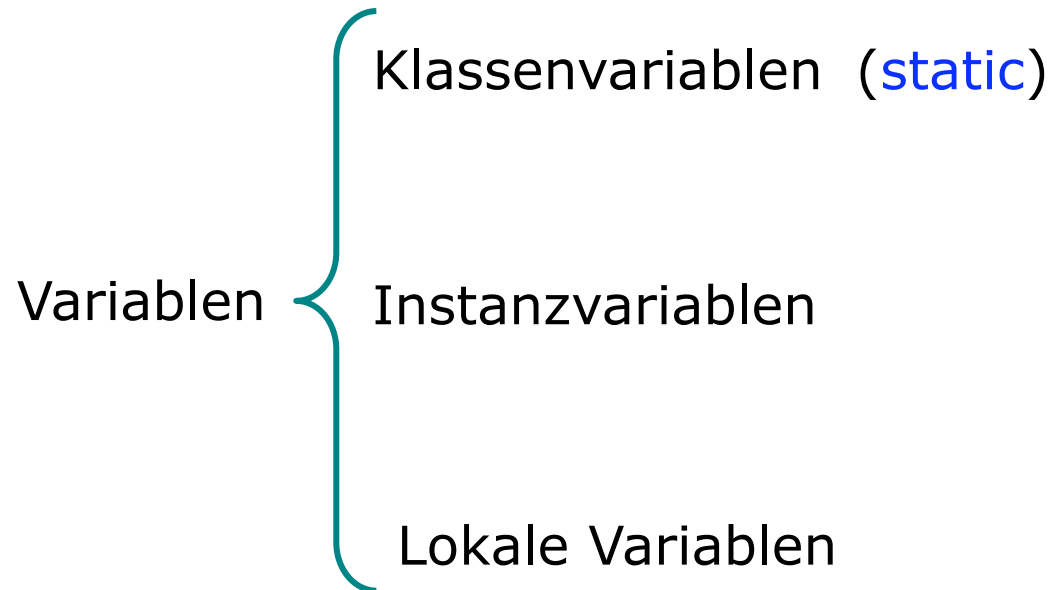 Klassenvariablen (static)
Variablen
Instanzvariablen
Lokale Variablen